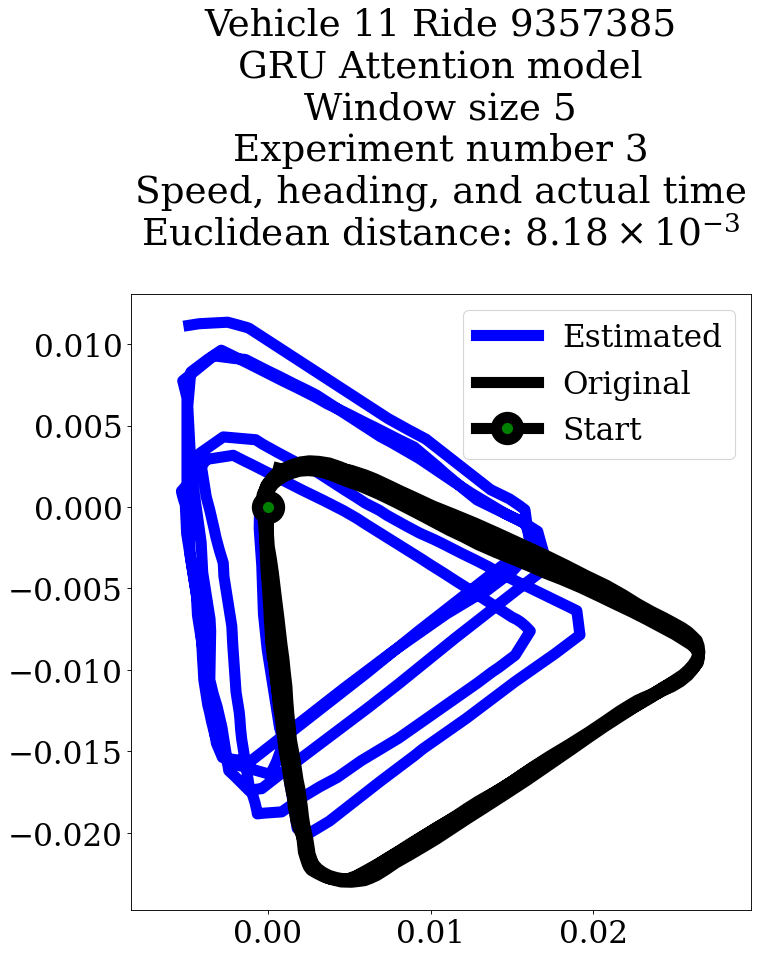 Vehicle 11 Ride 9357385
GRU Attention model
Window size 5
Experiment number 3
Speed, heading, and actual time
Euclidean distance: 8.18 × 10⁻³
Estimated
Original
Start
0.010
0.005
0.000
−0.005
−0.010
−0.015
−0.020
0.00 0.01 0.02